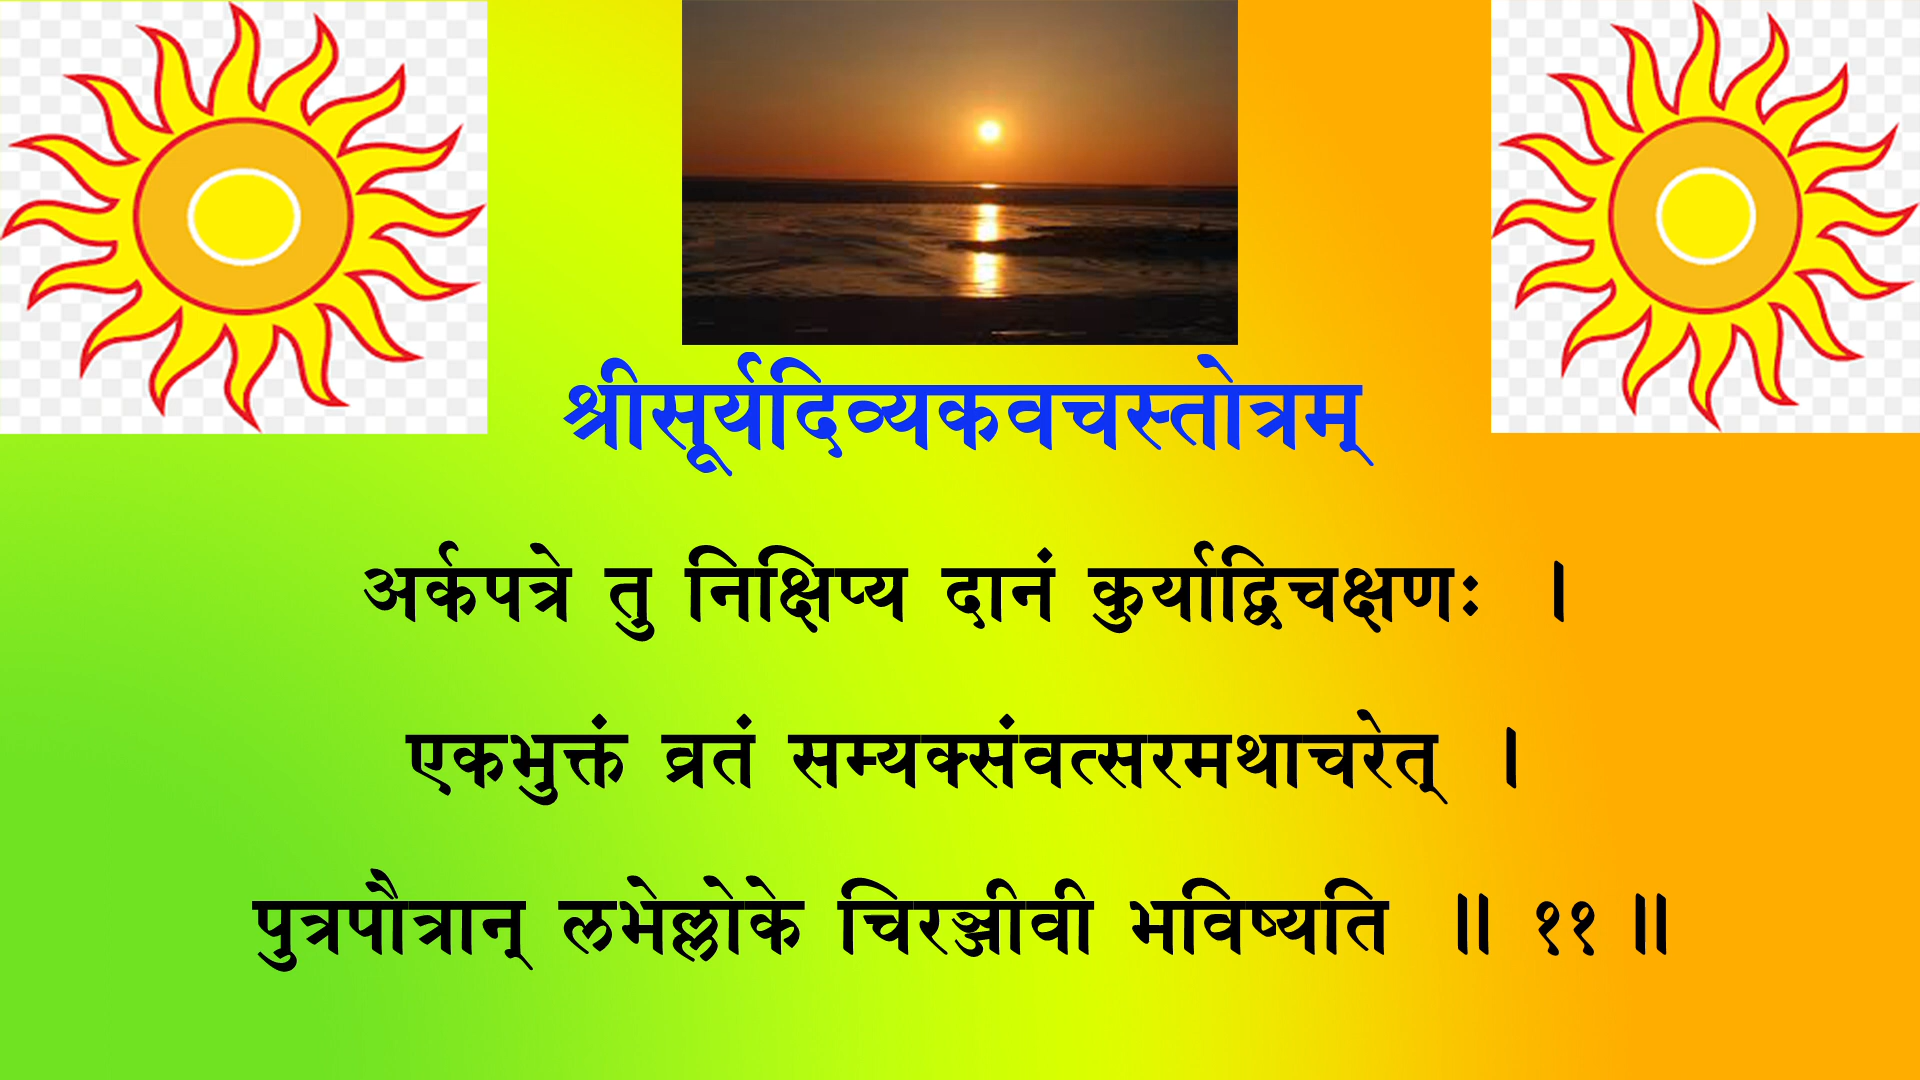 श्रीसूर्यदिव्यकवचस्तोत्रम्
अर्कपत्रे तु निक्षिप्य दानं कुर्याद्विचक्षणः ।
एकभुक्तं व्रतं सम्यक्संवत्सरमथाचरेत् ।
पुत्रपौत्रान् लभेल्लोके चिरञ्जीवी भविष्यति ॥ ११ ॥